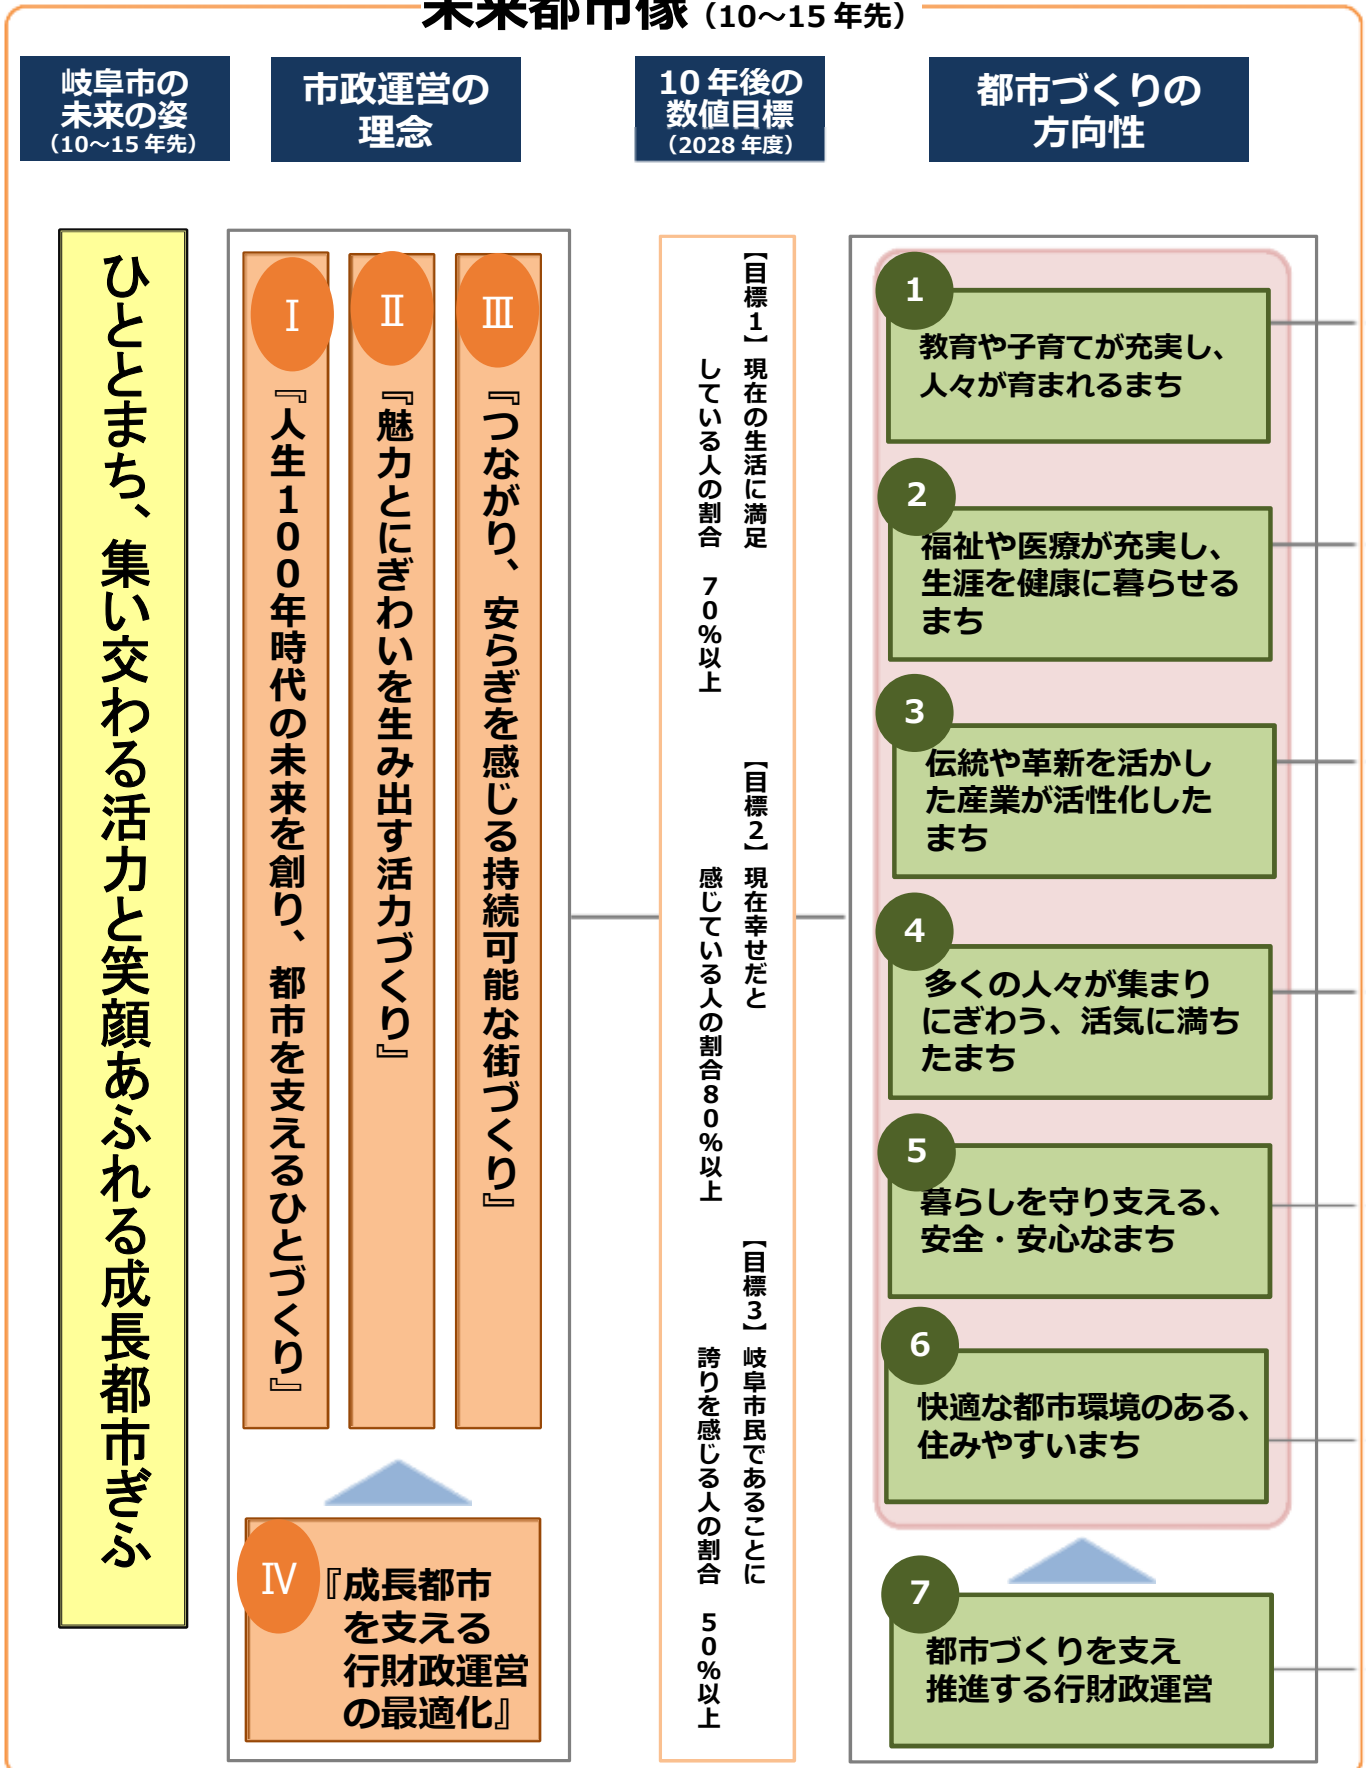 未来都市像（10～15年先）
岐阜市の
未来の姿
（10～15年先）
市政運営の
理念
10年後の
数値目標
（2028年度）
都市づくりの
方向性
ひととまち、集い交わる活力と笑顔あふれる成長都市ぎふ
Ⅰ
『人生100年時代の未来を創り、都市を支えるひとづくり』
Ⅱ
『魅力とにぎわいを生み出す活力づくり』
Ⅲ
『つながり、安らぎを感じる持続可能な街づくり』
Ⅳ
『成長都市
を支える
行財政運営
の最適化』
【目標1】現在の生活に満足
している人の割合 70%以上
【目標2】現在幸せだと
感じている人の割合80%以上
【目標3】岐阜市民であることに
誇りを感じる人の割合 50%以上
1
教育や子育てが充実し、
人々が育まれるまち
2
福祉や医療が充実し、
生涯を健康に暮らせる
まち
3
伝統や革新を活かし
た産業が活性化した
まち
4
多くの人々が集まり
にぎわう、活気に満ち
たまち
5
暮らしを守り支える、
安全・安心なまち
6
快適な都市環境のある、
住みやすいまち
7
都市づくりを支え
推進する行財政運営